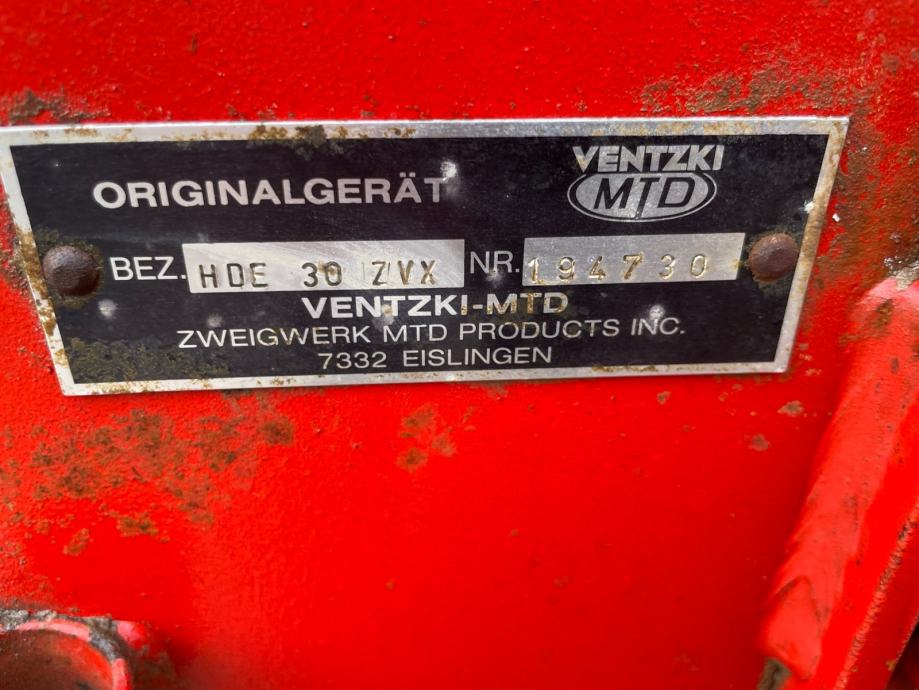 VENTZKI
MTD
ORIGINALGERÄT
BEZ. HDE 30 ZVX NR. 194730
VENTZKI-MTD
ZWEIGWERK MTD PRODUCTS INC.
7332 EISLINGEN